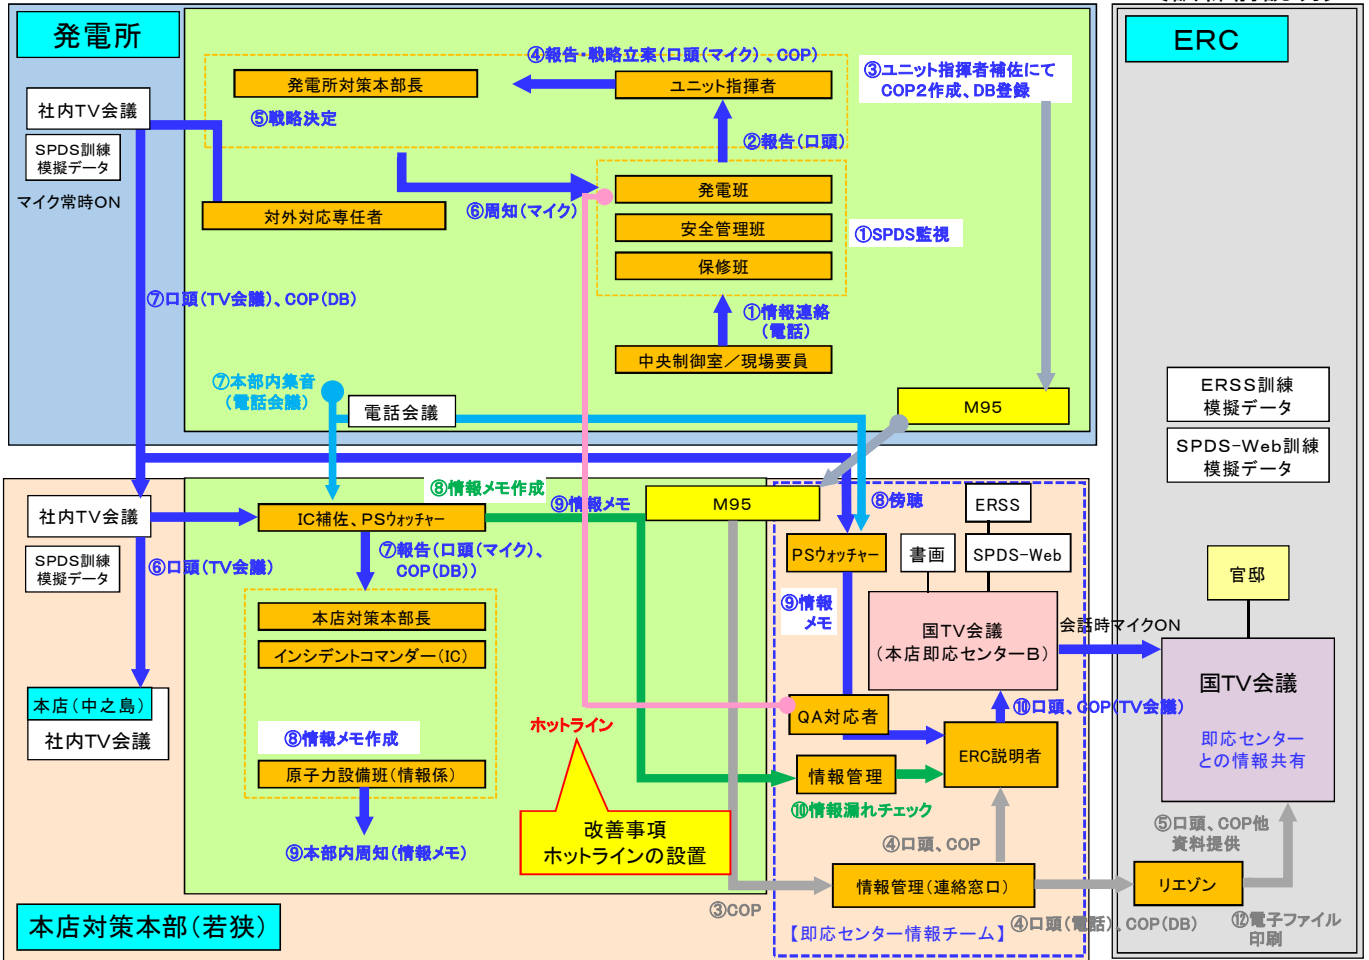 発電所
社内TV会議
SPDS訓練
模擬データ
マイク常時ON
④報告・戦略立案(口頭(マイク)、COP)
発電所対策本部長
ユニット指揮者
⑤戦略決定
③ユニット指揮者補佐にて
COP2作成、DB登録
②報告(口頭)
対外対応専任者
⑥周知(マイク)
発電班
安全管理班
保修班
①SPDS監視
①情報連絡
(電話)
中央制御室／現場要員
⑦口頭(TV会議)、COP(DB)
⑦本部内集音
(電話会議)
電話会議
M95
ERC
ERSS訓練
模擬データ
SPDS-Web訓練
模擬データ
官邸
国TV会議
即応センター
との情報共有
⑤口頭、COP他
資料提供
リエゾン
⑫電子ファイル
印刷
社内TV会議
SPDS訓練
模擬データ
⑥口頭(TV会議)
本店(中之島)
社内TV会議
本店対策本部(若狭)
IC補佐、PSウォッチャー
⑧情報メモ作成
⑨情報メモ
⑦報告(口頭(マイク)、
COP(DB))
本店対策本部長
インシデントコマンダー(IC)
⑧情報メモ作成
原子力設備班(情報係)
⑨本部内周知(情報メモ)
ホットライン
改善事項
ホットラインの設置
M95
⑧傍聴
ERSS
PSウォッチャー
書画
SPDS-Web
⑨情報
メモ
国TV会議
(本店即応センターB)
会話時マイクON
QA対応者
⑩口頭、COP(TV会議)
ERC説明者
情報管理
⑩情報漏れチェック
④口頭、COP
情報管理(連絡窓口)
③COP
④口頭(電話)、COP(DB)
【即応センター情報チーム】